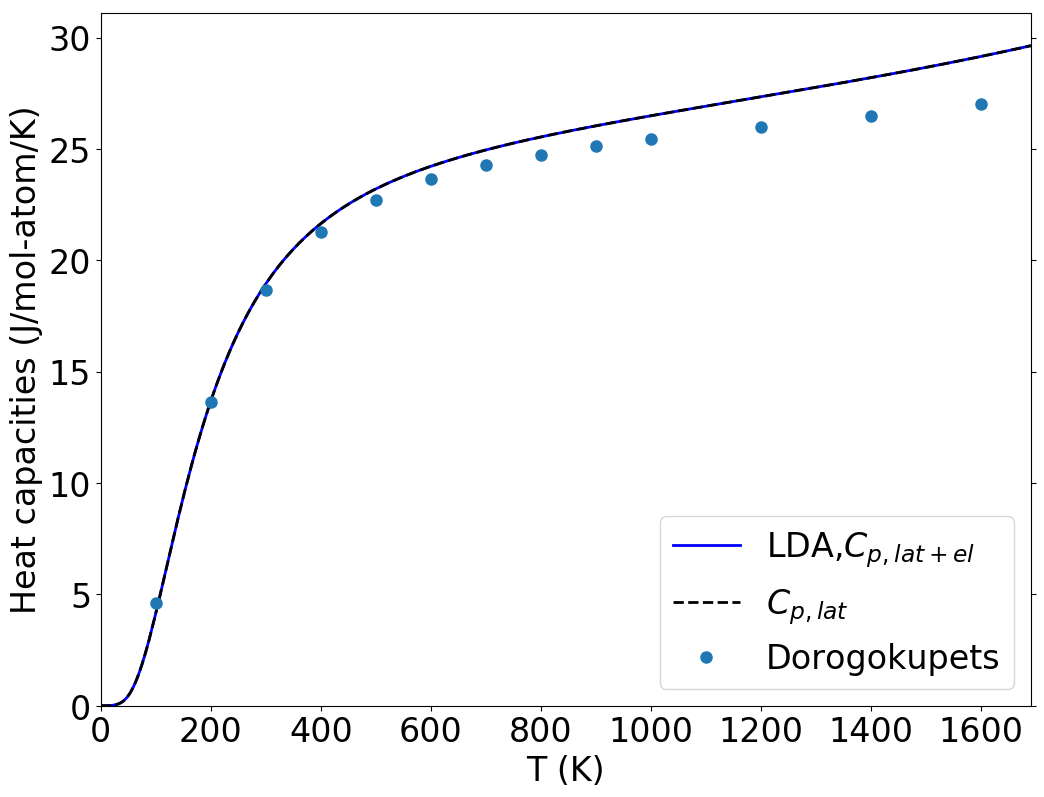 Heat capacities (J/mol-atom/K)
30
25
20
15
10
5
0
LDA,C_{p, lat+el}
C_{p, lat}
Dorogokupets
0 200 400 600 800 1000 1200 1400 1600
T (K)